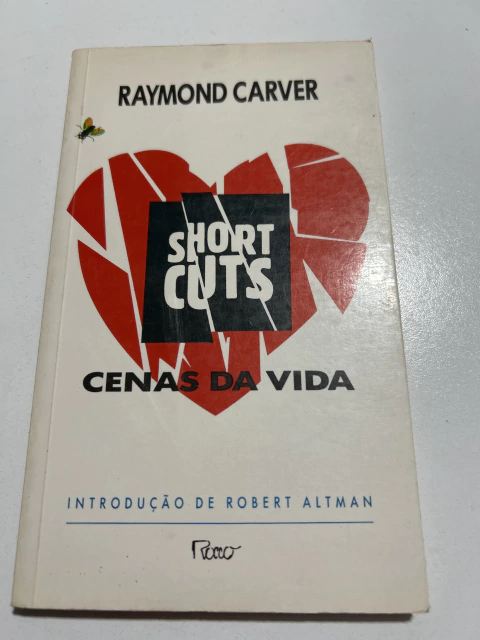 RAYMOND CARVER
SHORT
CUTS
CENAS DA VIDA
INTRODUÇÃO DE ROBERT ALTMAN
Rocco